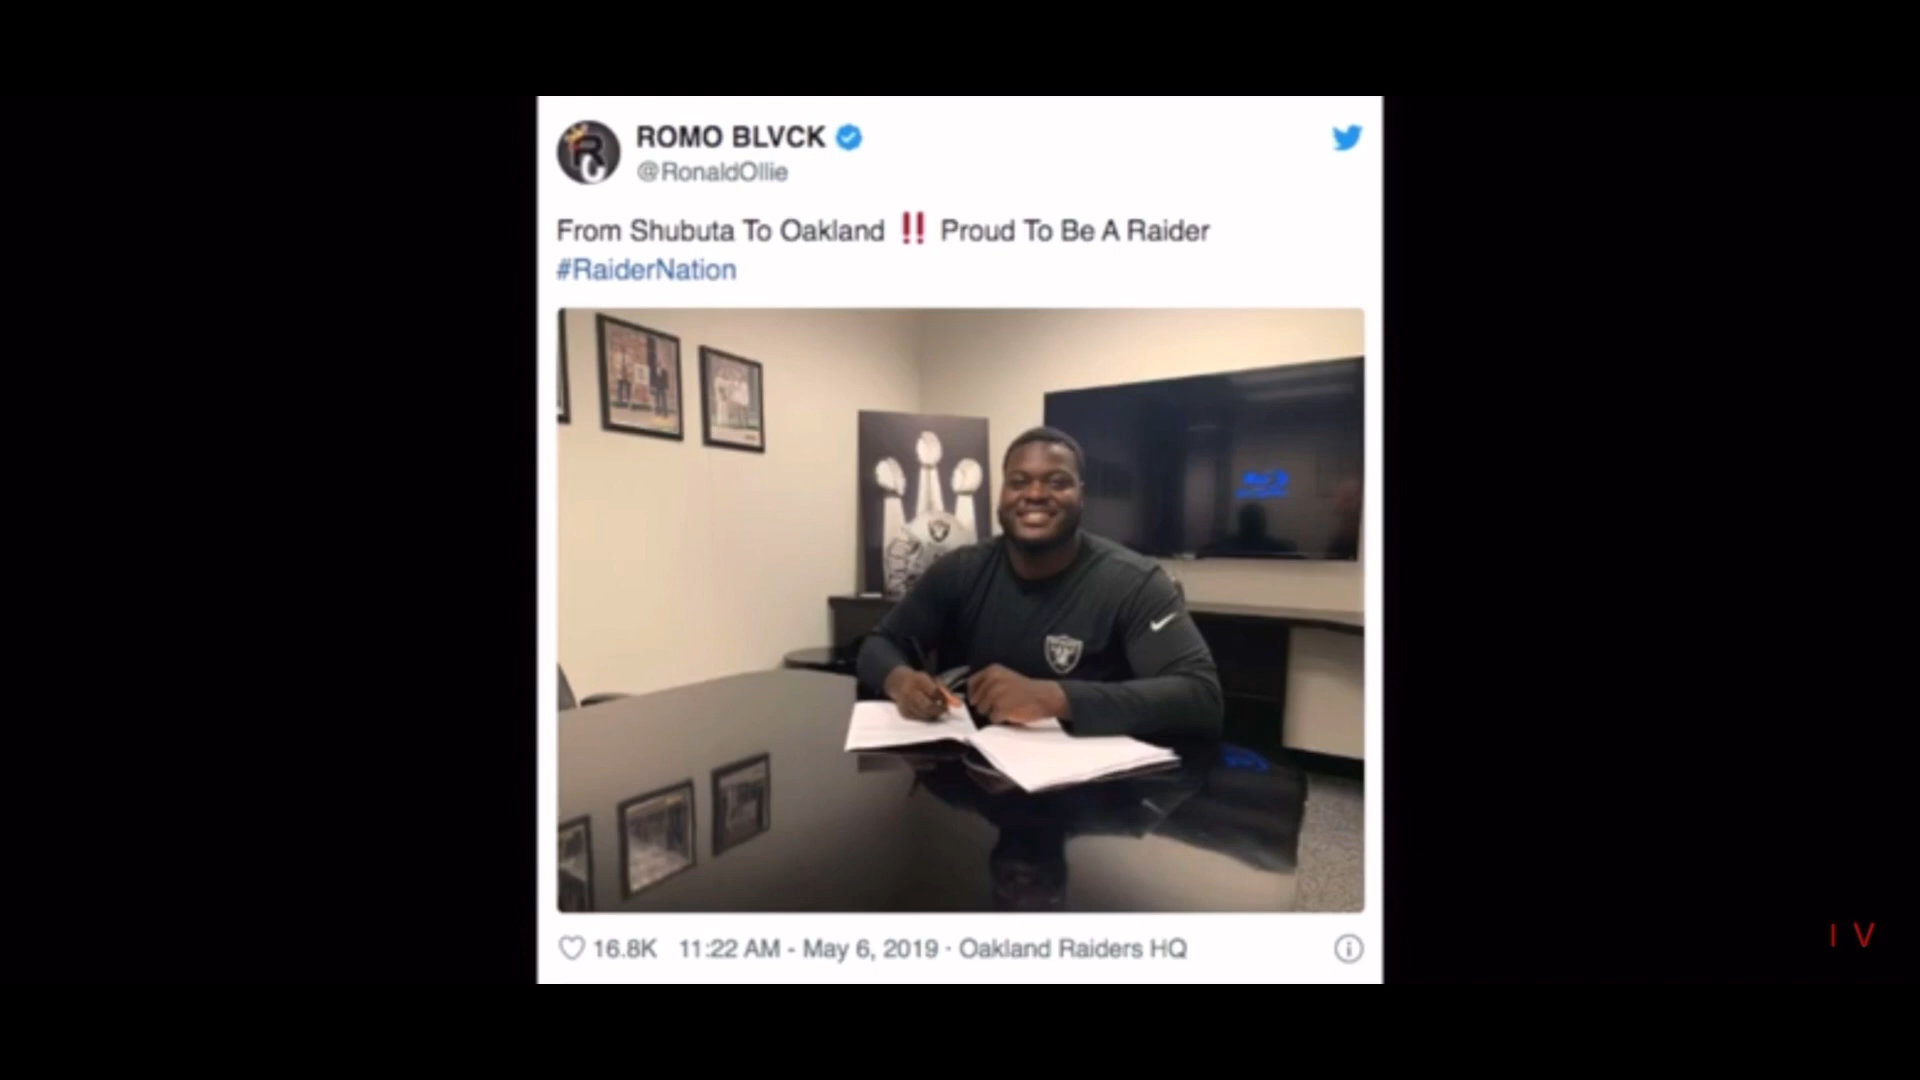 ROMO BLVCK
@RonaldOllie
From Shubuta To Oakland ‼ Proud To Be A Raider
#RaiderNation
16.8K 11:22 AM - May 6, 2019 · Oakland Raiders HQ
I V